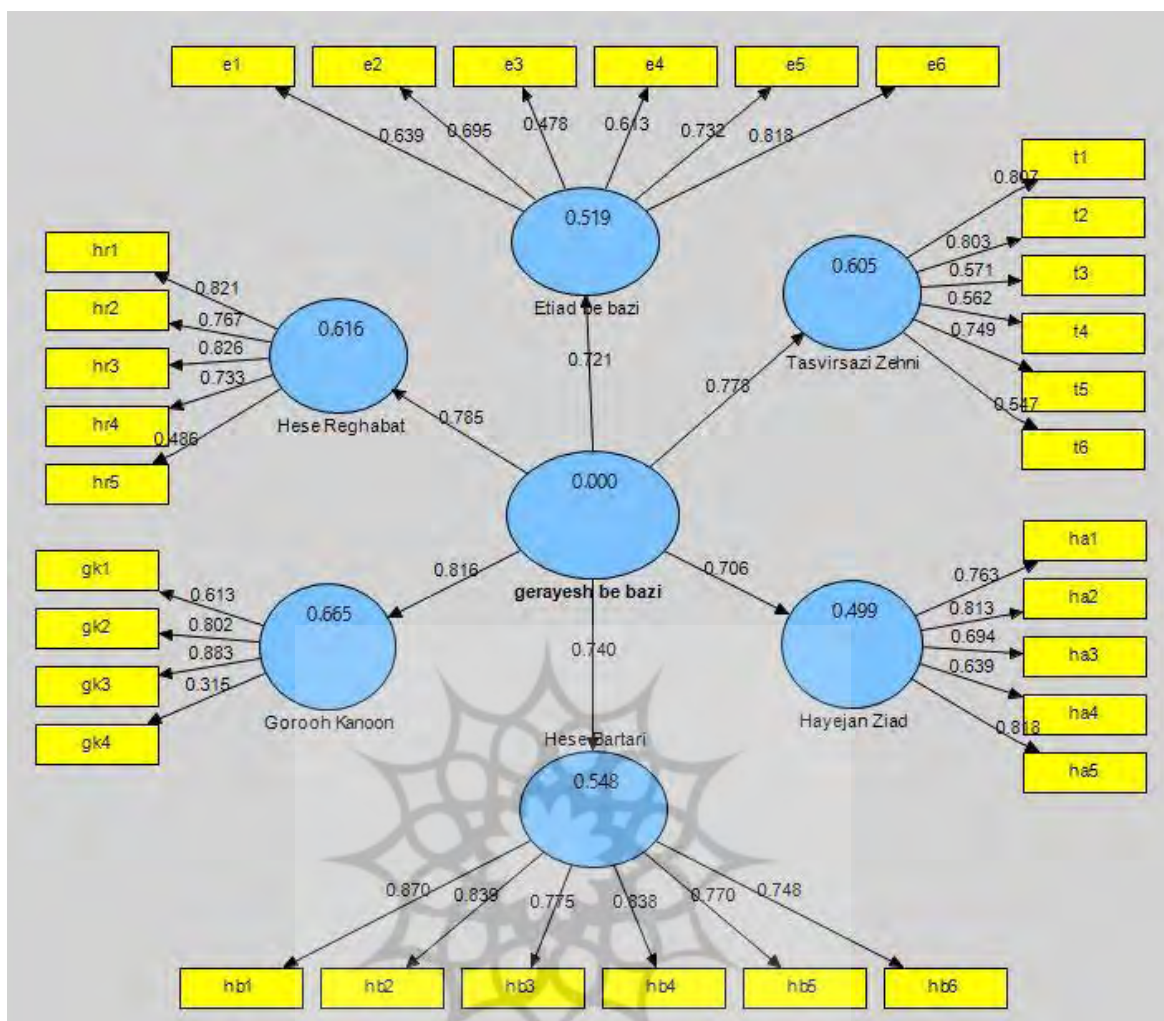 e1
e2
e3
e4
e5
e6
0.639
0.695
0.478
0.613
0.732
0.818
0.519
Etiad be bazi
t1
t2
t3
t4
t5
t6
0.807
0.803
0.571
0.562
0.749
0.547
0.605
Tasvirsazi Zehni
hr1
hr2
hr3
hr4
hr5
0.821
0.767
0.826
0.733
0.486
0.616
Hese Reghabat
0.721
0.778
0.785
0.000
gerayesh be bazi
0.816
0.706
0.740
gk1
gk2
gk3
gk4
0.613
0.802
0.883
0.315
0.665
Gorooh Kanoon
ha1
ha2
ha3
ha4
ha5
0.763
0.813
0.694
0.639
0.818
0.499
Hayejan Ziad
Hese Bartari
0.548
0.870
0.839
0.775
0.838
0.770
0.748
hb1
hb2
hb3
hb4
hb5
hb6